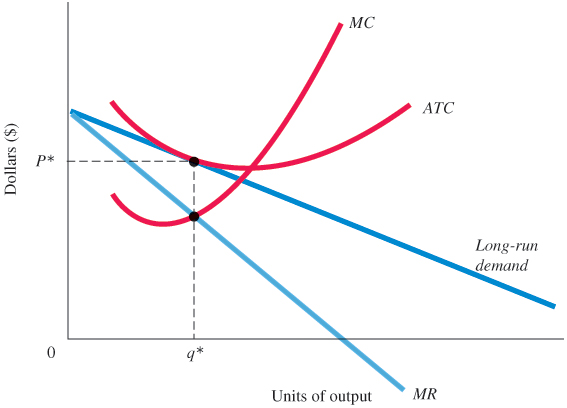 MC
ATC
Dollars ($)
P*
Long-run
demand
0
q*
Units of output
MR